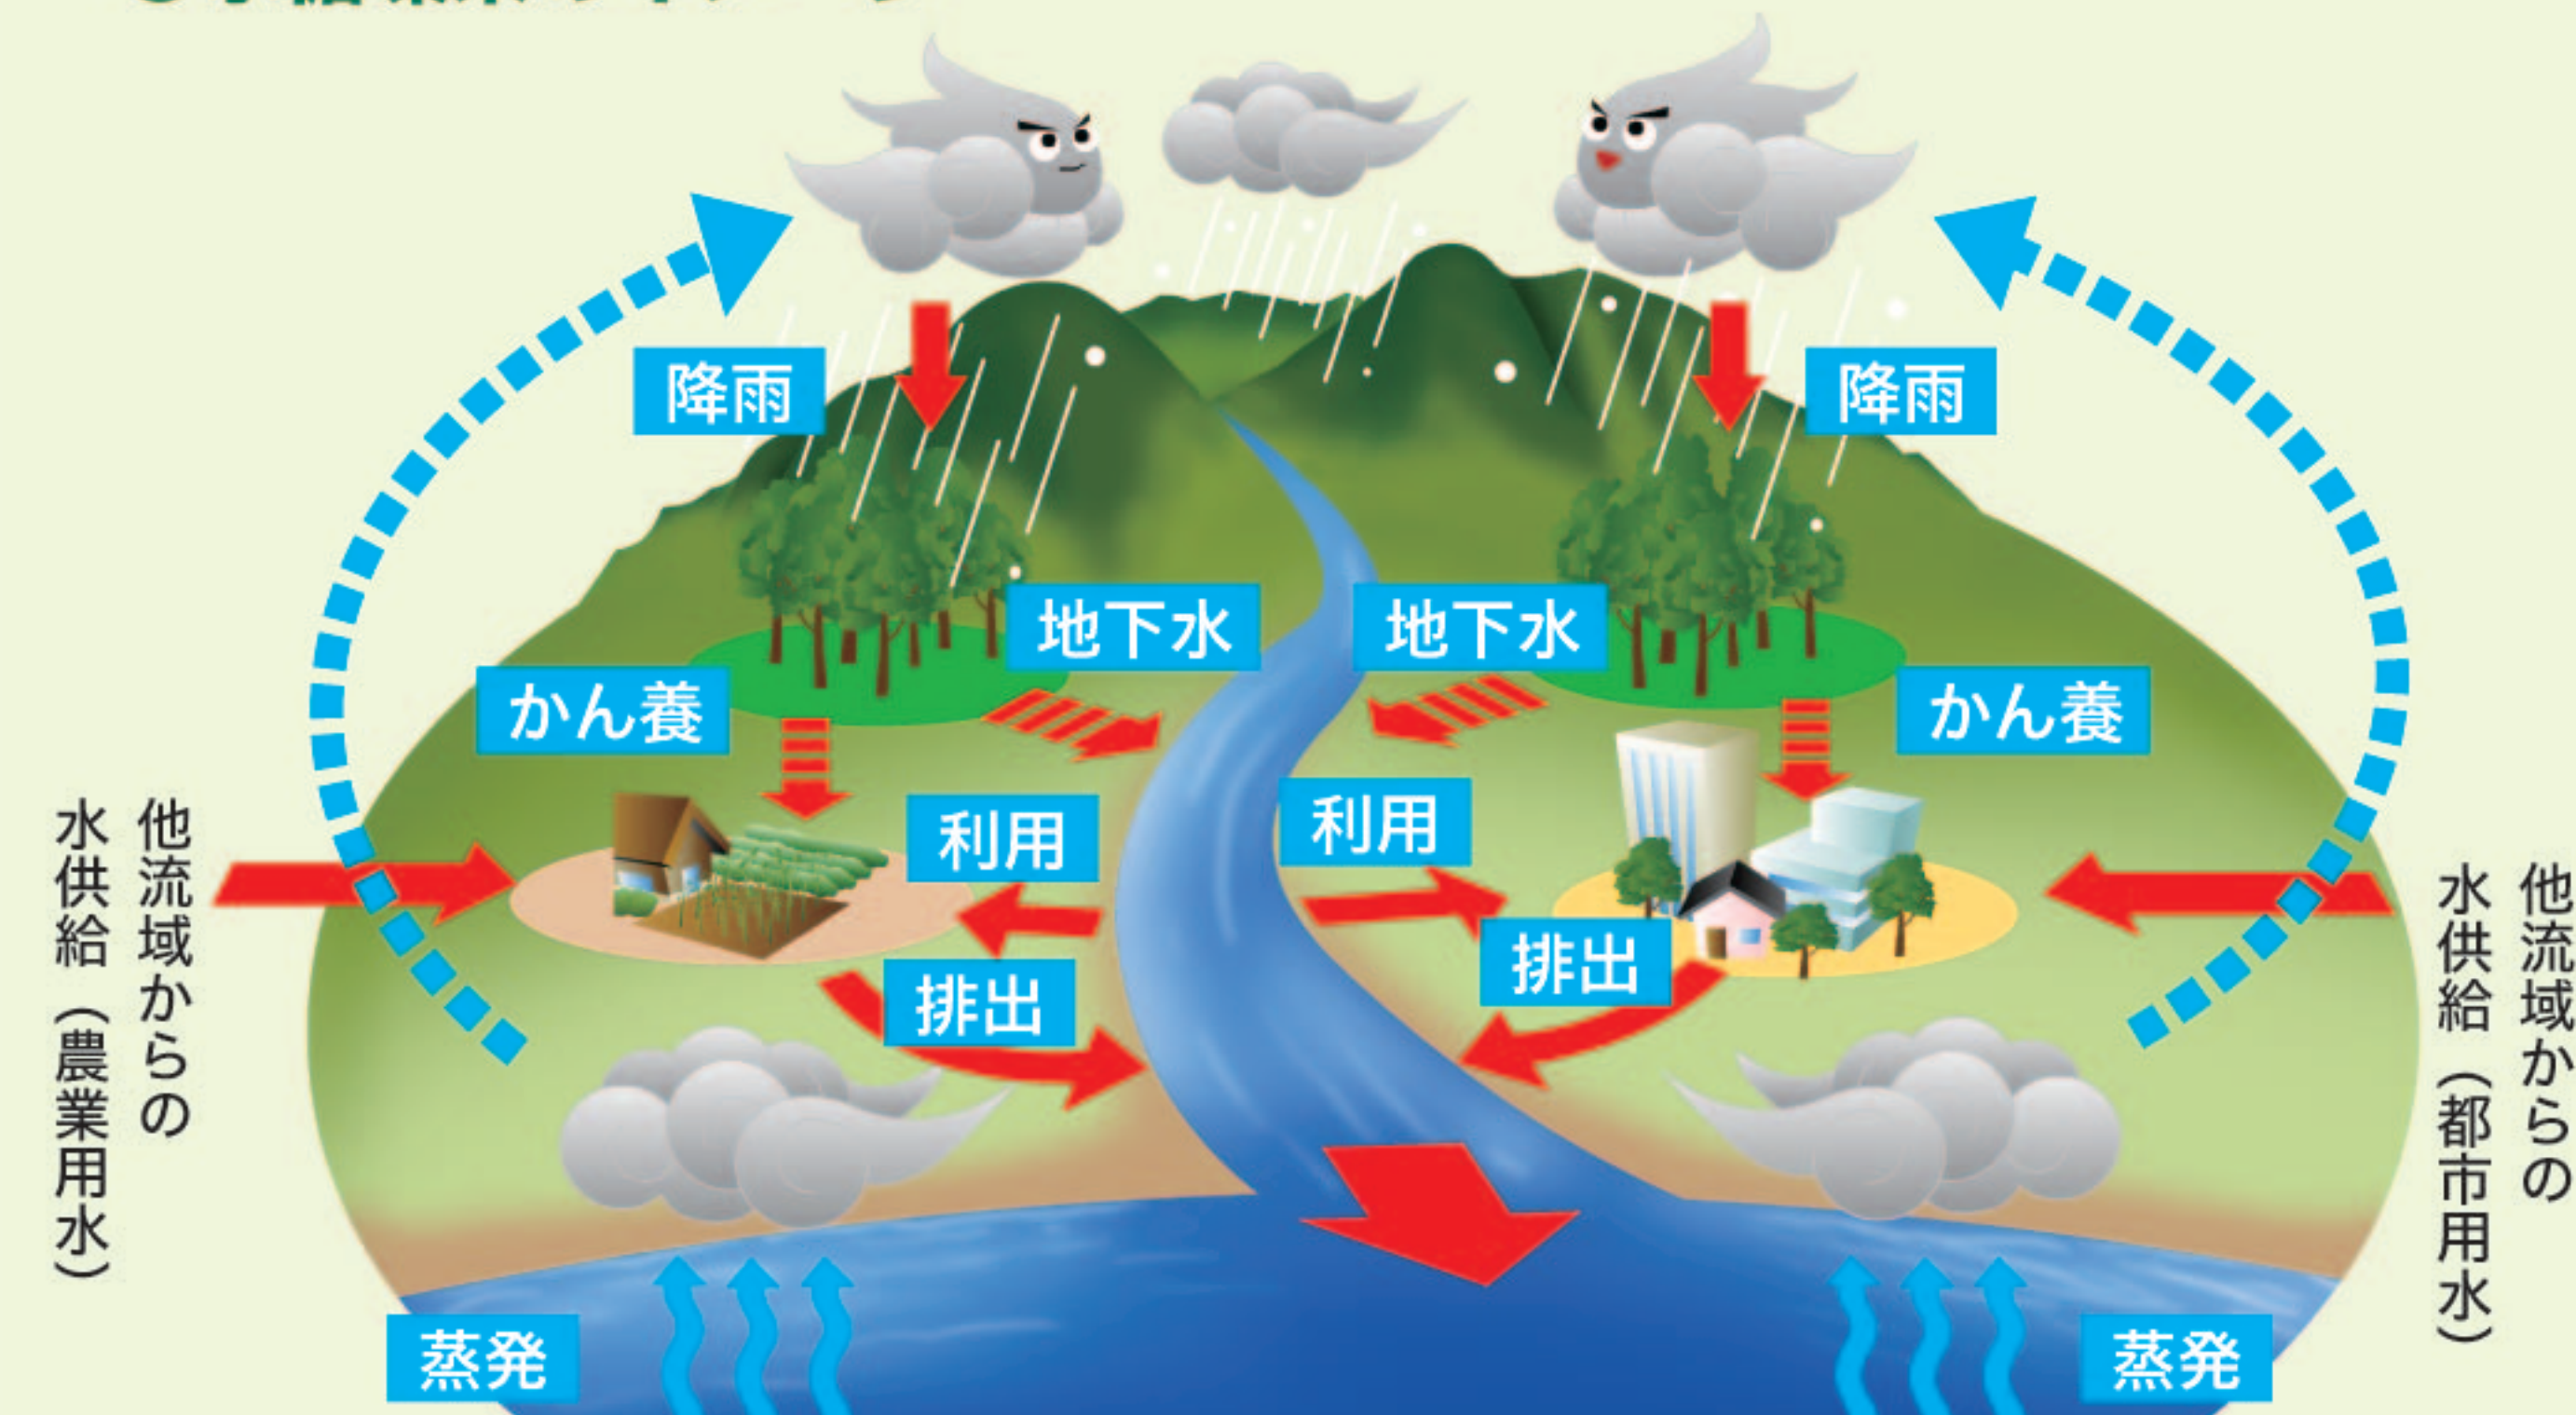 降雨
降雨
地下水
地下水
かん養
かん養
利用
利用
排出
排出
他流域からの
水供給（農業用水）
他流域からの
水供給（都市用水）
蒸発
蒸発